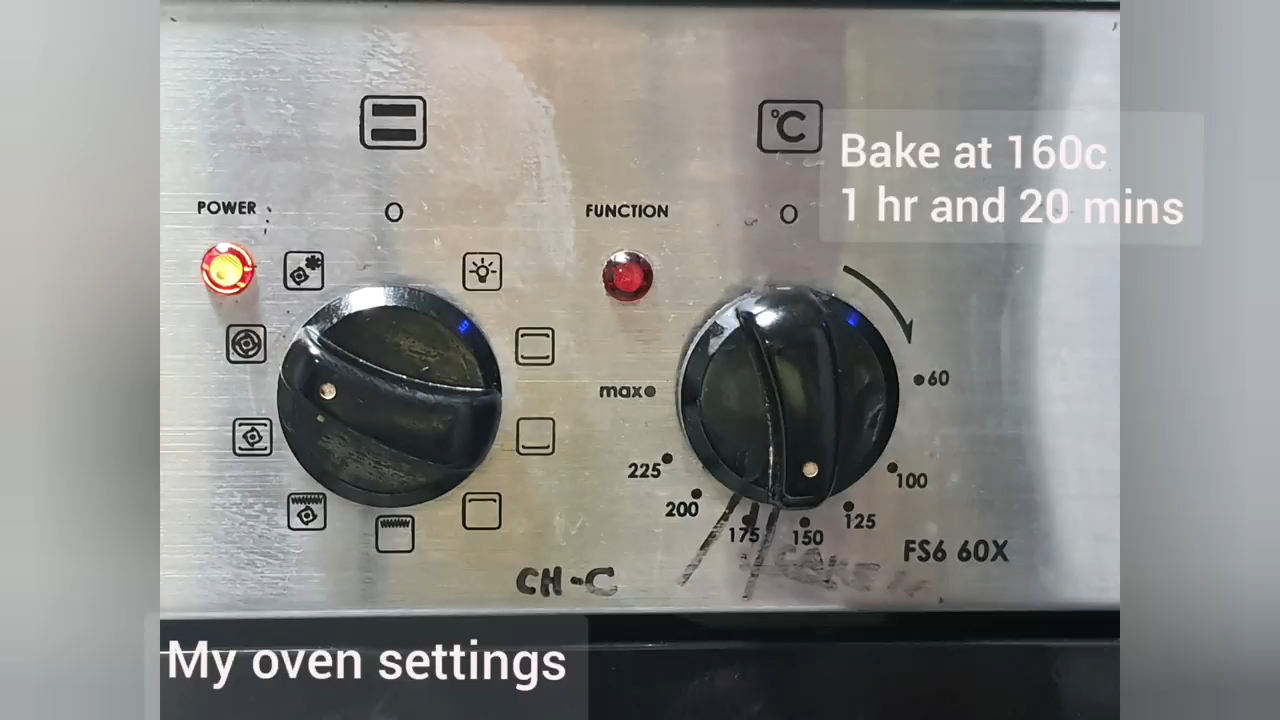 °C
Bake at 160c
1 hr and 20 mins
POWER
O
FUNCTION
O
60
max
225
100
200
125
175
150
FS6 60X
CH-C
My oven settings